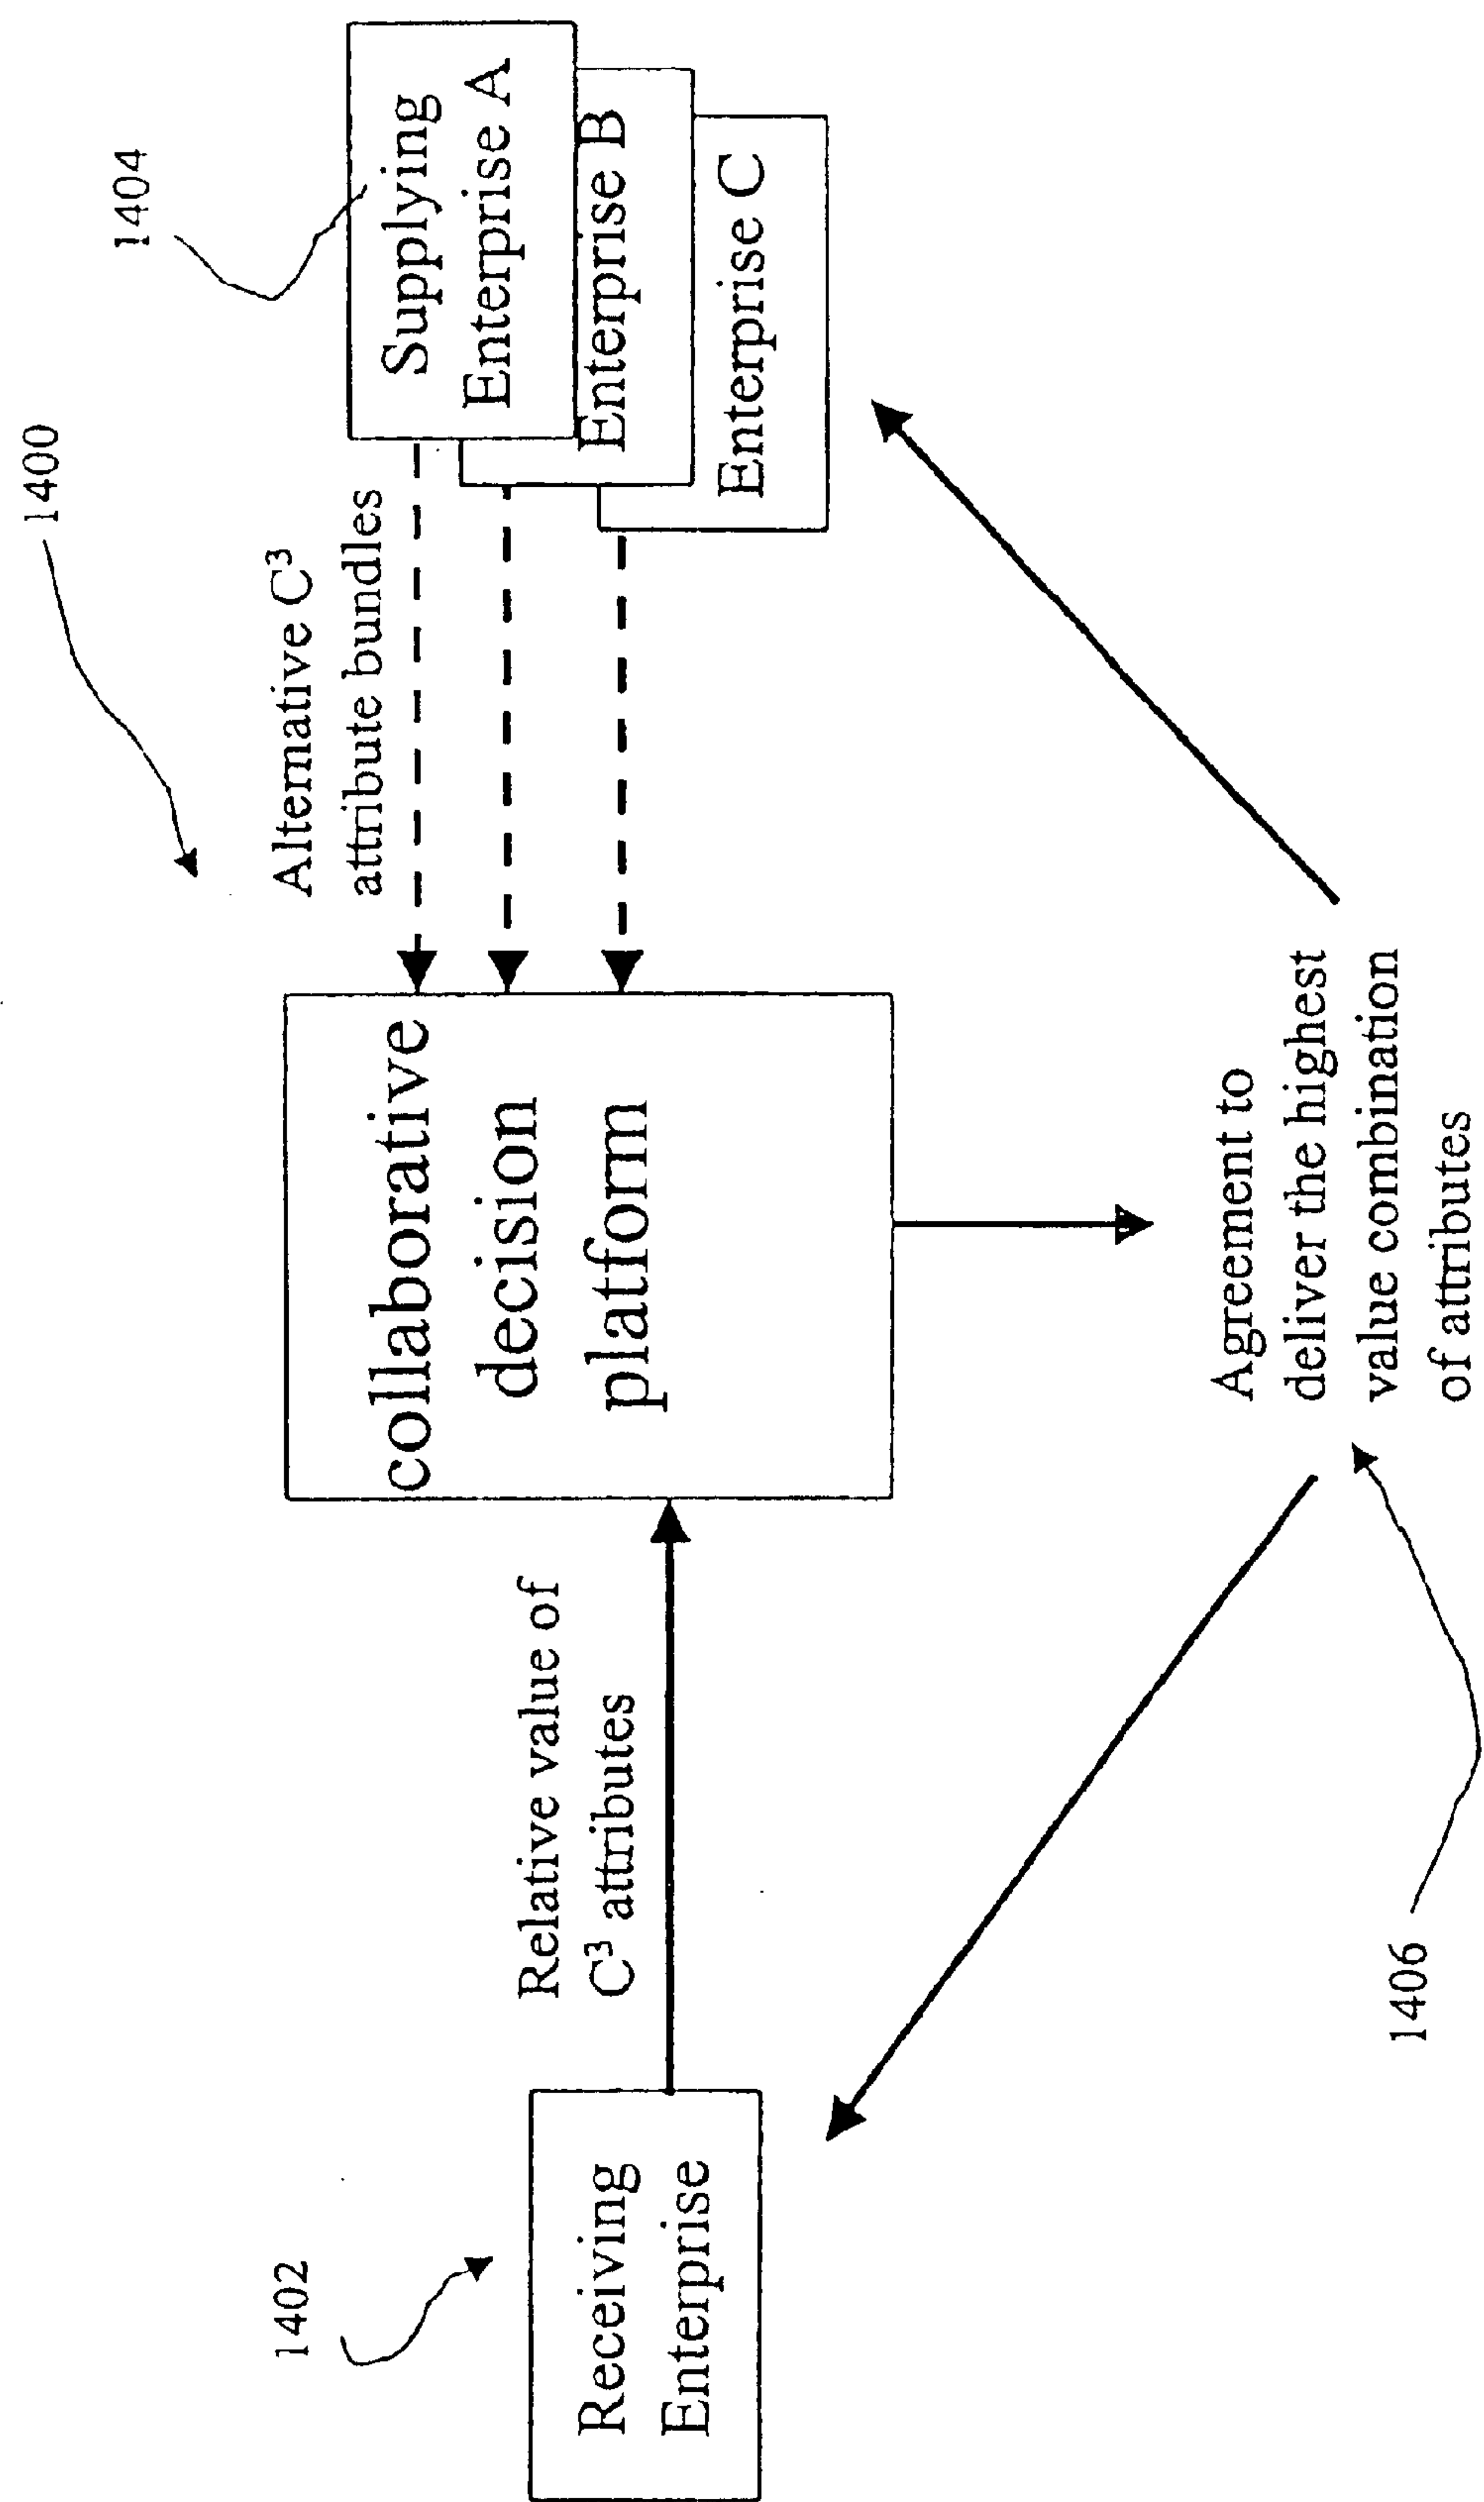 1400
1404
1402
Alternative C³
attribute bundles
Supplying
Enterprise A
Enterprise B
Enterprise C
collaborative
decision
platform
Relative value of
C³ attributes
Receiving
Enterprise
Agreement to
deliver the highest
value combination
of attributes
1406